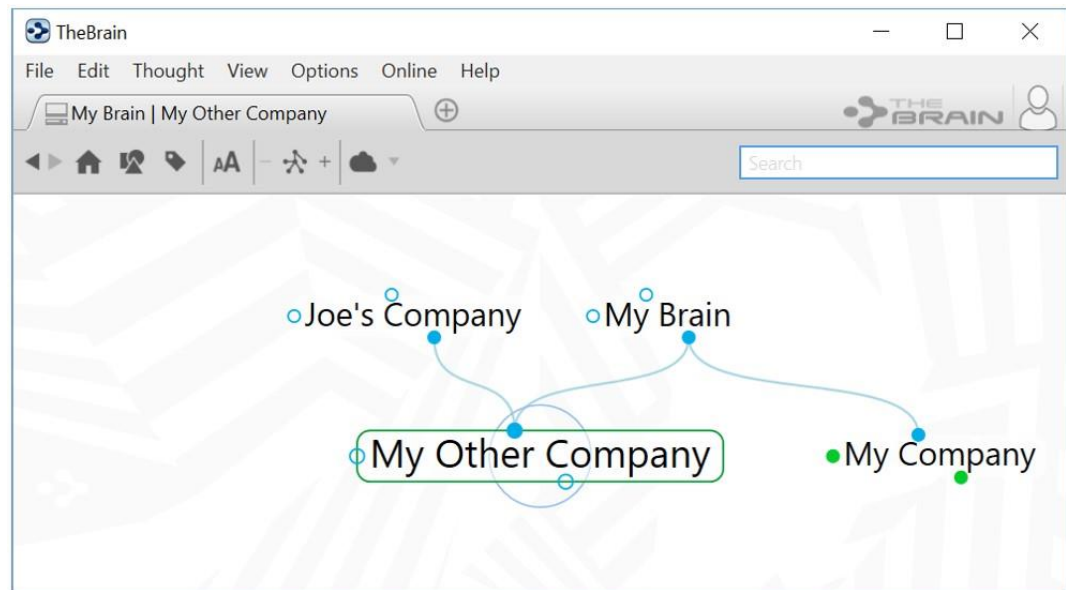 TheBrain
File Edit Thought View Options Online Help
My Brain | My Other Company
THE
BRAIN
AA
Search
Joe's Company My Brain
My Other Company My Company